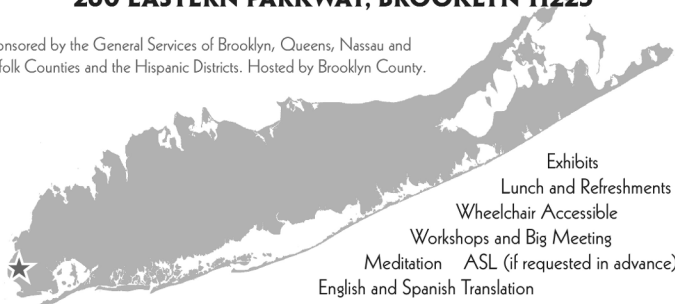 EASTERN PARKWAY, BROOKLYN 11225
onsored by the General Services of Brooklyn, Queens, Nassau and
folk Counties and the Hispanic Districts. Hosted by Brooklyn County.
Exhibits
Lunch and Refreshments
Wheelchair Accessible
Workshops and Big Meeting
Meditation ASL (if requested in advance)
English and Spanish Translation